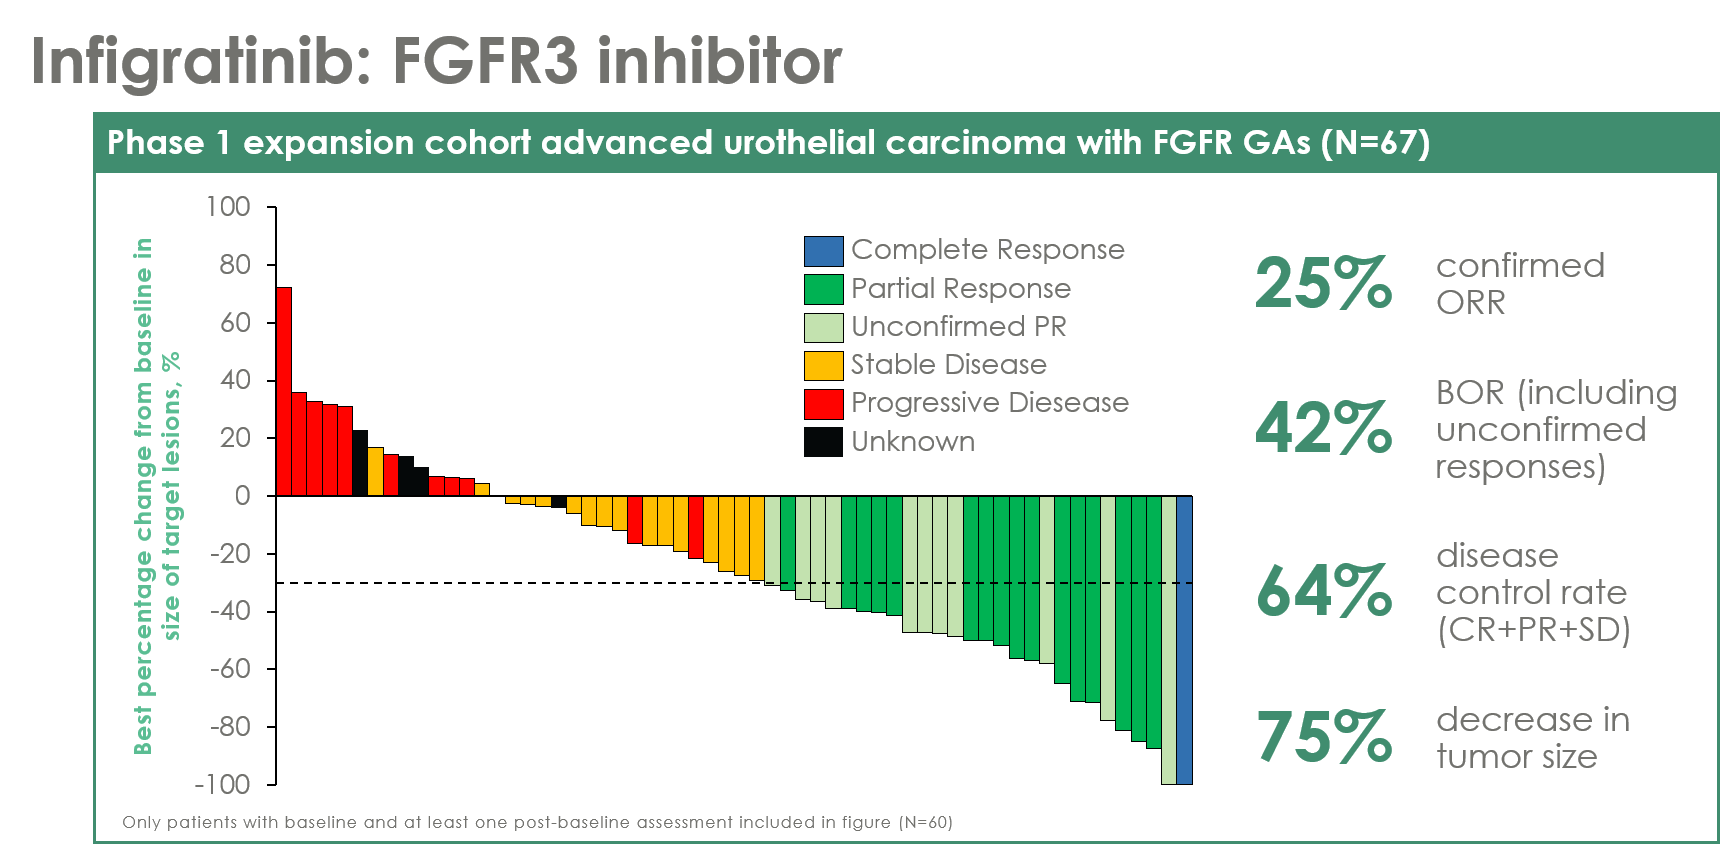 Infigratinib: FGFR3 inhibitor
Phase 1 expansion cohort advanced urothelial carcinoma with FGFR GAs (N=67)
Best percentage change from baseline in
size of target lesions, %
100
80
60
40
20
0
-20
-40
-60
-80
-100
Complete Response
Partial Response
Unconfirmed PR
Stable Disease
Progressive Diesease
Unknown
25%
confirmed
ORR
42%
BOR (including
unconfirmed
responses)
64%
disease
control rate
(CR+PR+SD)
75%
decrease in
tumor size
Only patients with baseline and at least one post-baseline assessment included in figure (N=60)